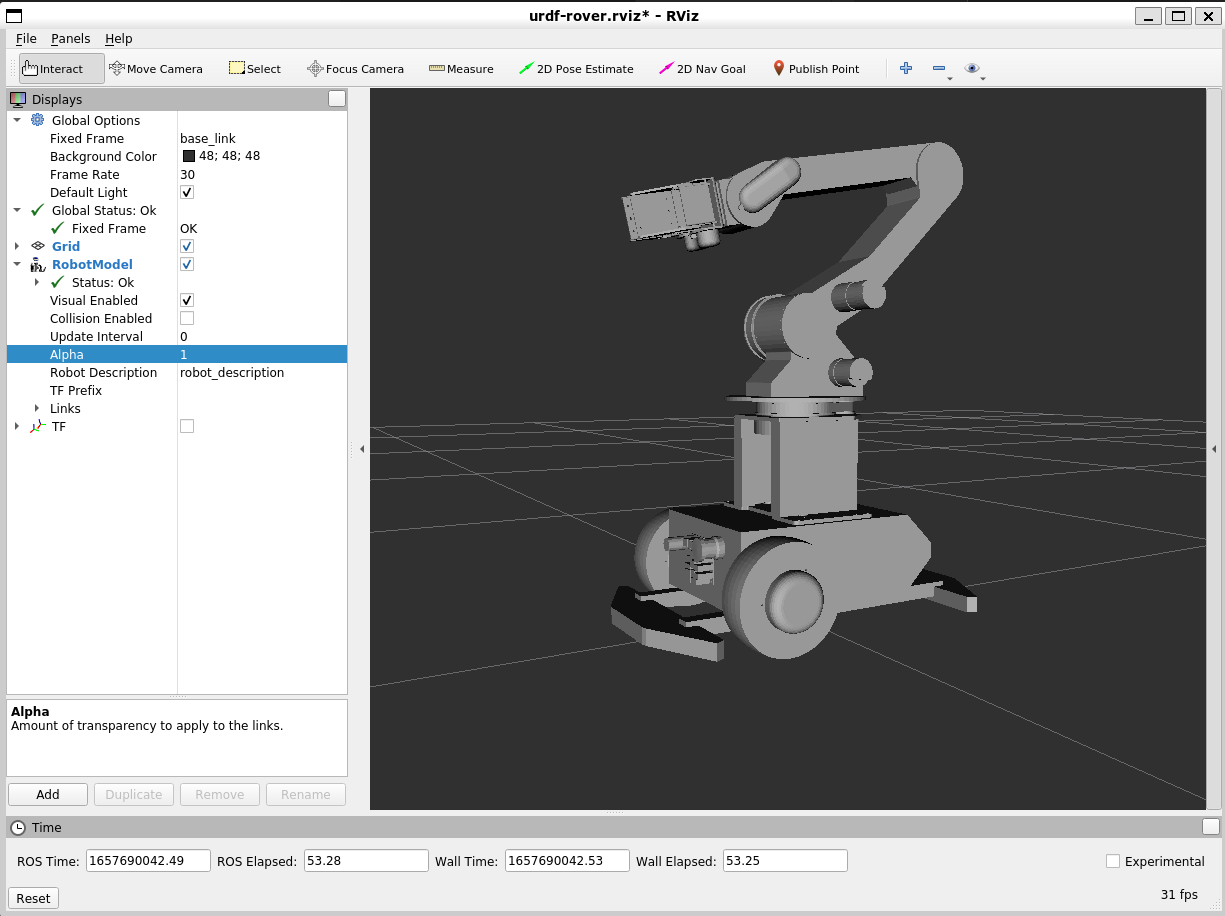 urdf-rover.rviz* - RViz
File Panels Help
Interact Move Camera Select Focus Camera Measure 2D Pose Estimate 2D Nav Goal Publish Point
Displays
Global Options
Fixed Frame base_link
Background Color 48; 48; 48
Frame Rate 30
Default Light
Global Status: Ok
Fixed Frame OK
Grid
RobotModel
Status: Ok
Visual Enabled
Collision Enabled
Update Interval 0
Alpha 1
Robot Description robot_description
TF Prefix
Links
TF
Alpha
Amount of transparency to apply to the links.
Add Duplicate Remove Rename
Time
ROS Time: 1657690042.49 ROS Elapsed: 53.28 Wall Time: 1657690042.53 Wall Elapsed: 53.25 Experimental
Reset 31 fps